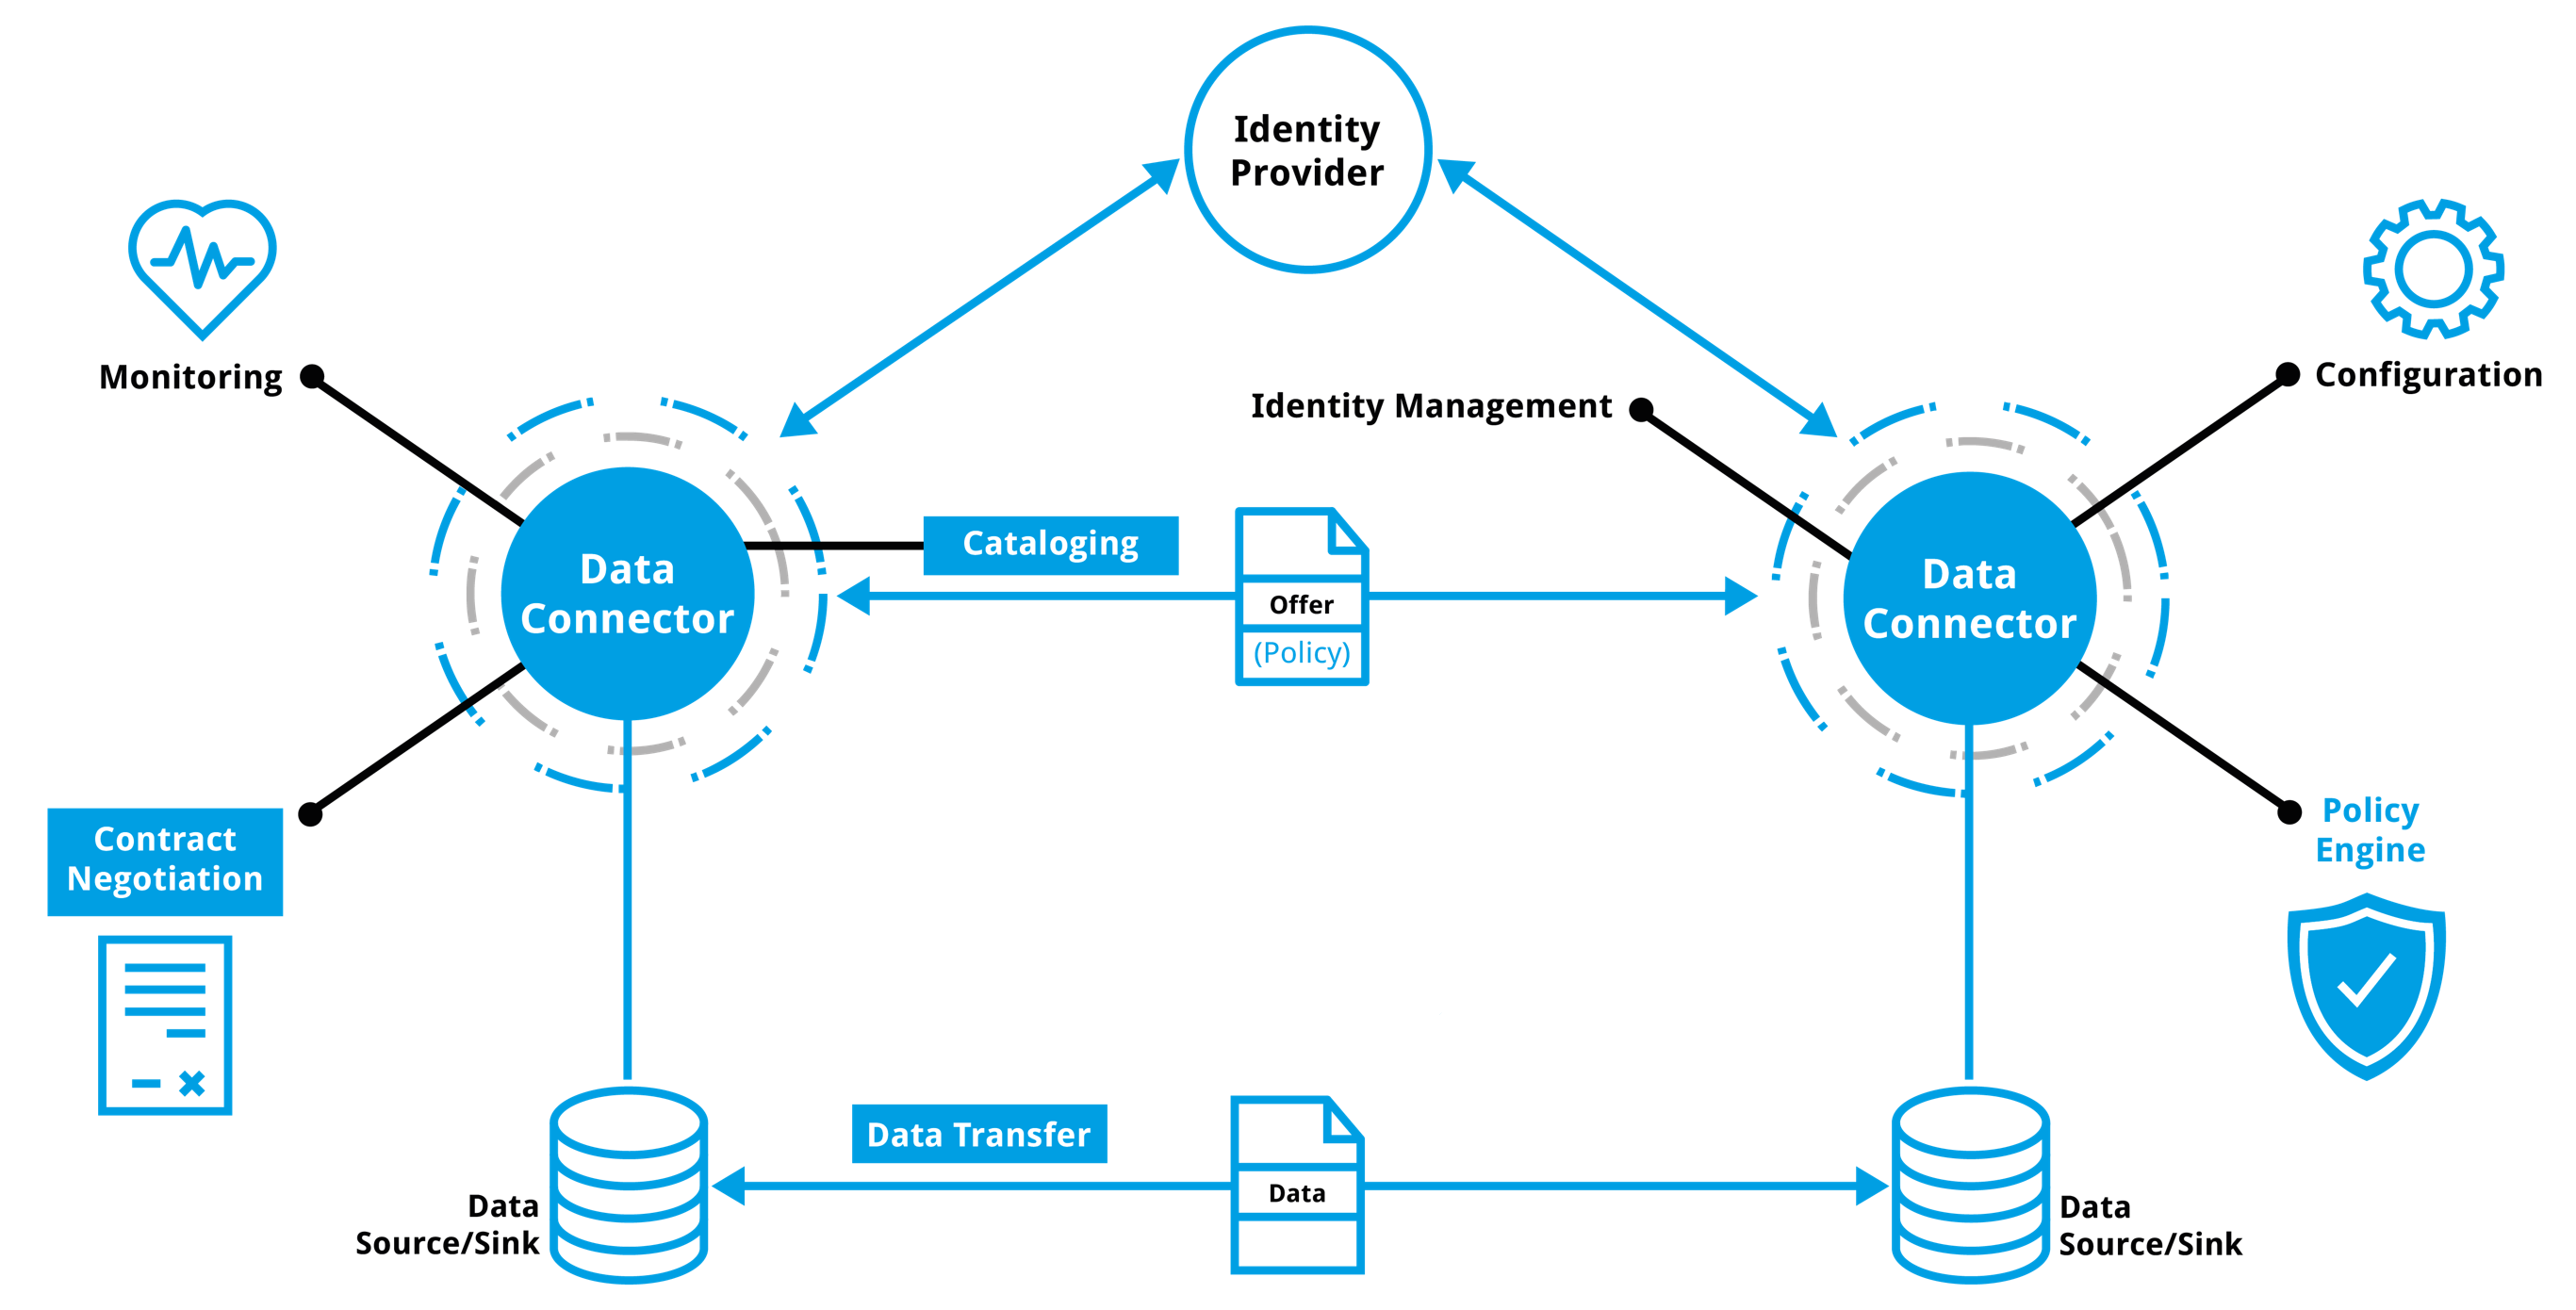 Identity
Provider
Monitoring
Configuration
Identity Management
Cataloging
Data
Connector
Offer
(Policy)
Data
Connector
Contract
Negotiation
Policy
Engine
Data Transfer
Data
Source/Sink
Data
Data
Source/Sink